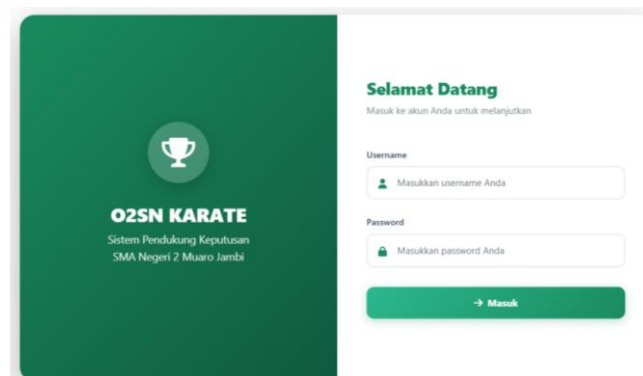 O2SN KARATE
Sistem Pendukung Keputusan
SMA Negeri 2 Muaro Jambi
Selamat Datang
Masuk ke akun Anda untuk melanjutkan
Username
Masukkan username Anda
Password
Masukkan password Anda
→ Masuk